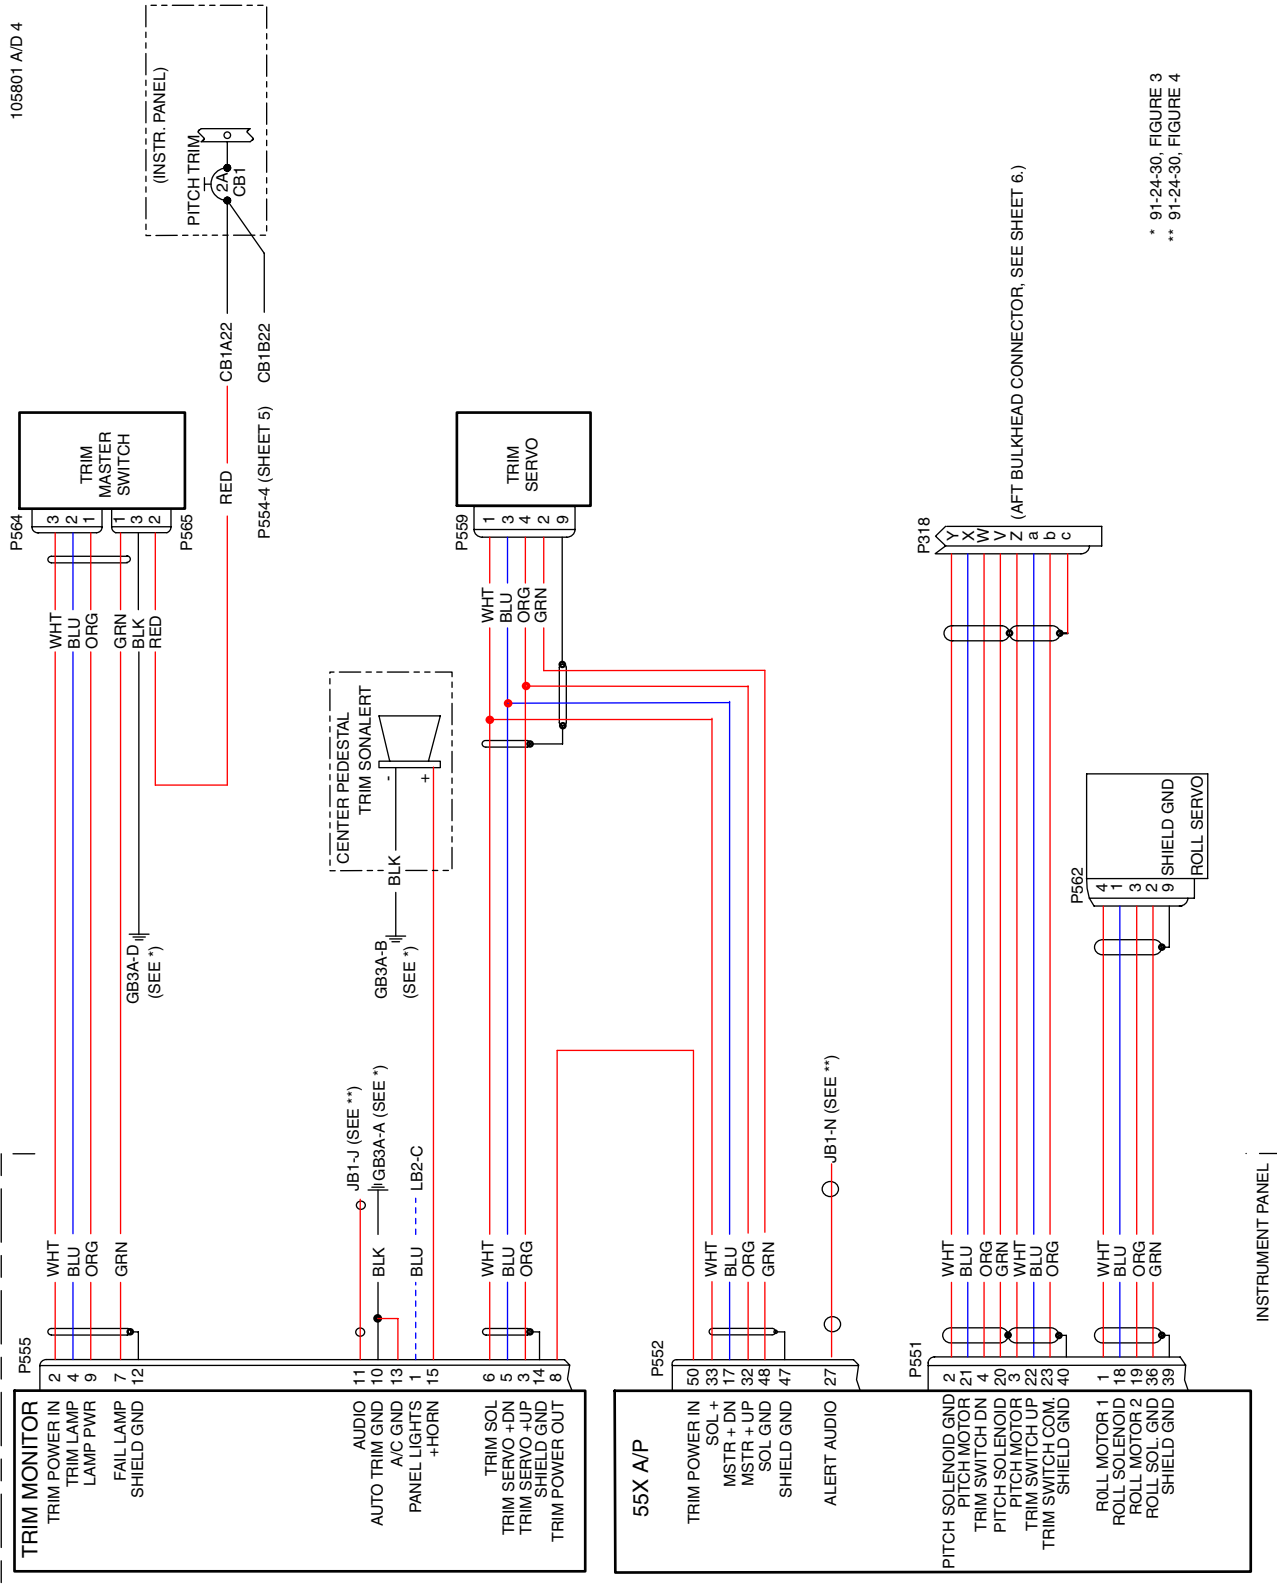 105801 A/D 4
(INSTR. PANEL)
PITCH TRIM
2A
CB1
RED
CB1A22
P554-4 (SHEET 5)
CB1B22
TRIM
MASTER
SWITCH
P564
3
2
1
P565
1
3
2
WHT
BLU
ORG
GRN
BLK
RED
GB3A-D
(SEE *)
WHT
BLU
ORG
GRN
P555
TRIM MONITOR
TRIM POWER IN 2
TRIM LAMP 4
LAMP PWR 9
FAIL LAMP 7
SHIELD GND 12
AUDIO 11
AUTO TRIM GND 10
A/C GND 13
PANEL LIGHTS 1
+HORN 15
TRIM SOL 6
TRIM SERVO +DN 5
TRIM SERVO +UP 3
SHIELD GND 14
TRIM POWER OUT 8
JB1-J (SEE **)
BLK
GB3A-A (SEE *)
BLU
LB2-C
CENTER PEDESTAL
TRIM SONALERT
-
+
BLK
GB3A-B
(SEE *)
TRIM
SERVO
P559
1
3
4
2
9
WHT
BLU
ORG
GRN
WHT
BLU
ORG
55X A/P
P552
TRIM POWER IN 50
SOL + 33
MSTR + DN 17
MSTR + UP 32
SOL GND 48
SHIELD GND 47
ALERT AUDIO 27
WHT
BLU
ORG
GRN
JB1-N (SEE **)
P551
PITCH SOLENOID GND 2
PITCH MOTOR 21
TRIM SWITCH DN 4
PITCH SOLENOID 20
PITCH MOTOR 3
TRIM SWITCH UP 22
TRIM SWITCH COM. 23
SHIELD GND 40
ROLL MOTOR 1 1
ROLL SOLENOID 18
ROLL MOTOR 2 19
ROLL SOL. GND 36
SHIELD GND 39
WHT
BLU
ORG
GRN
WHT
BLU
ORG
WHT
BLU
ORG
GRN
P318
Y
X
W
V
Z
a
b
c
(AFT BULKHEAD CONNECTOR, SEE SHEET 6.)
P562
4
1
3
2
9
SHIELD GND
ROLL SERVO
* 91-24-30, FIGURE 3
** 91-24-30, FIGURE 4
INSTRUMENT PANEL